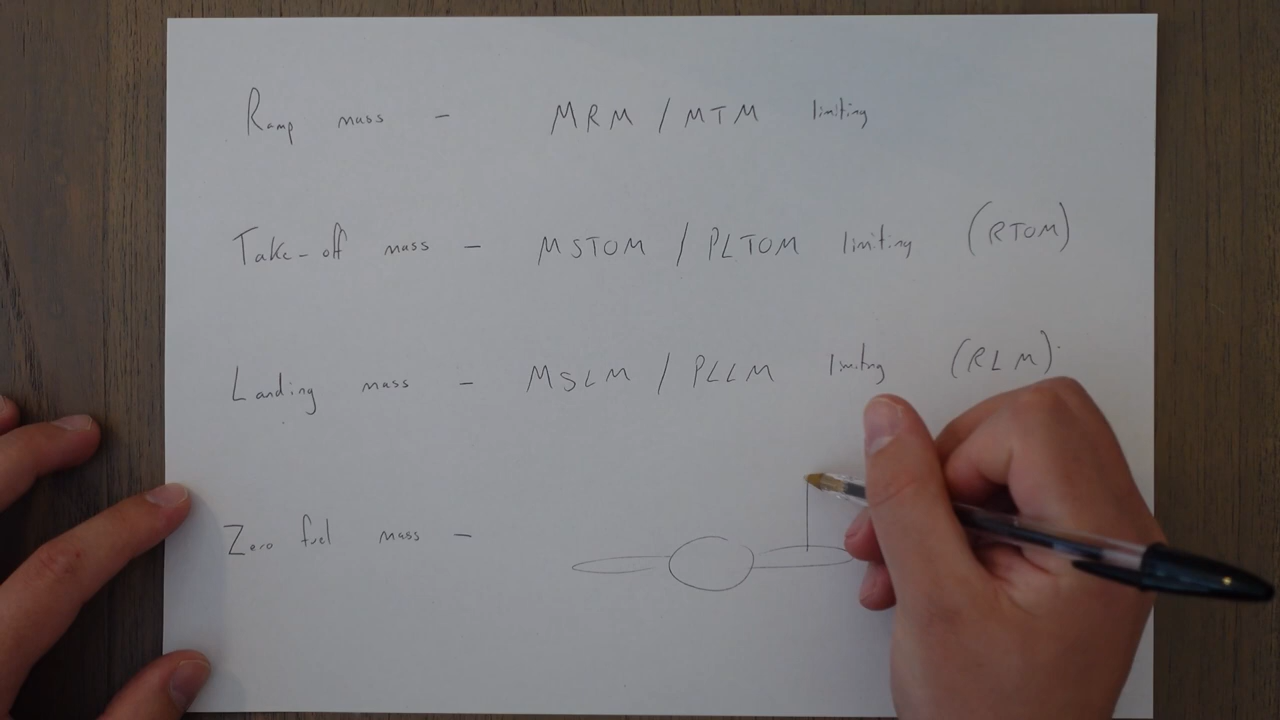 Ramp mass - MRM / MTM limiting
Take-off mass - MSTOM / PLTOM limiting (RTOM)
Landing mass - MSLM / PLLM limitng (RLM)
Zero fuel mass -